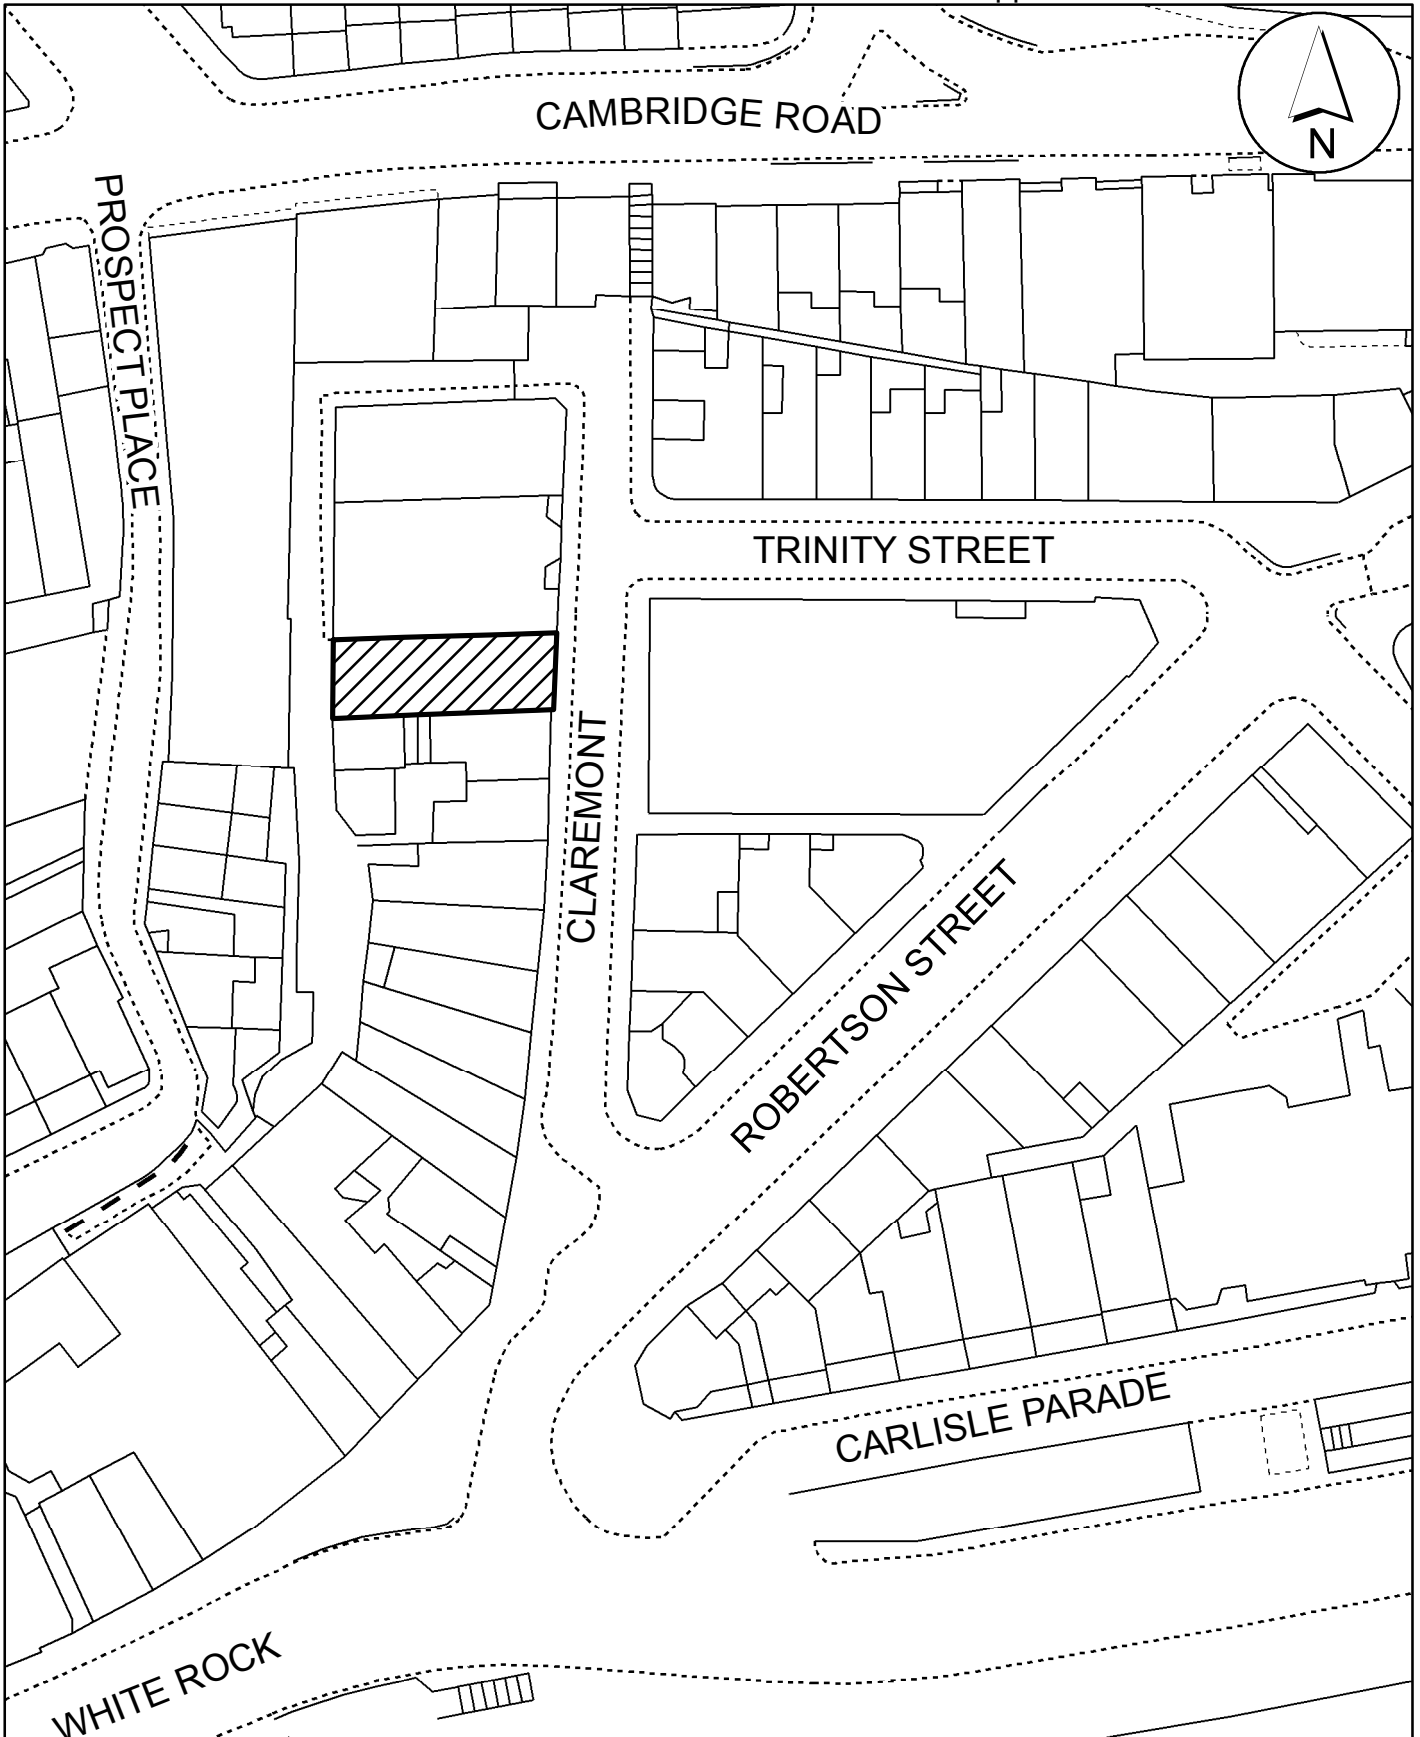 CAMBRIDGE ROAD
N
PROSPECT PLACE
TRINITY STREET
CLAREMONT
ROBERTSON STREET
CARLISLE PARADE
WHITE ROCK